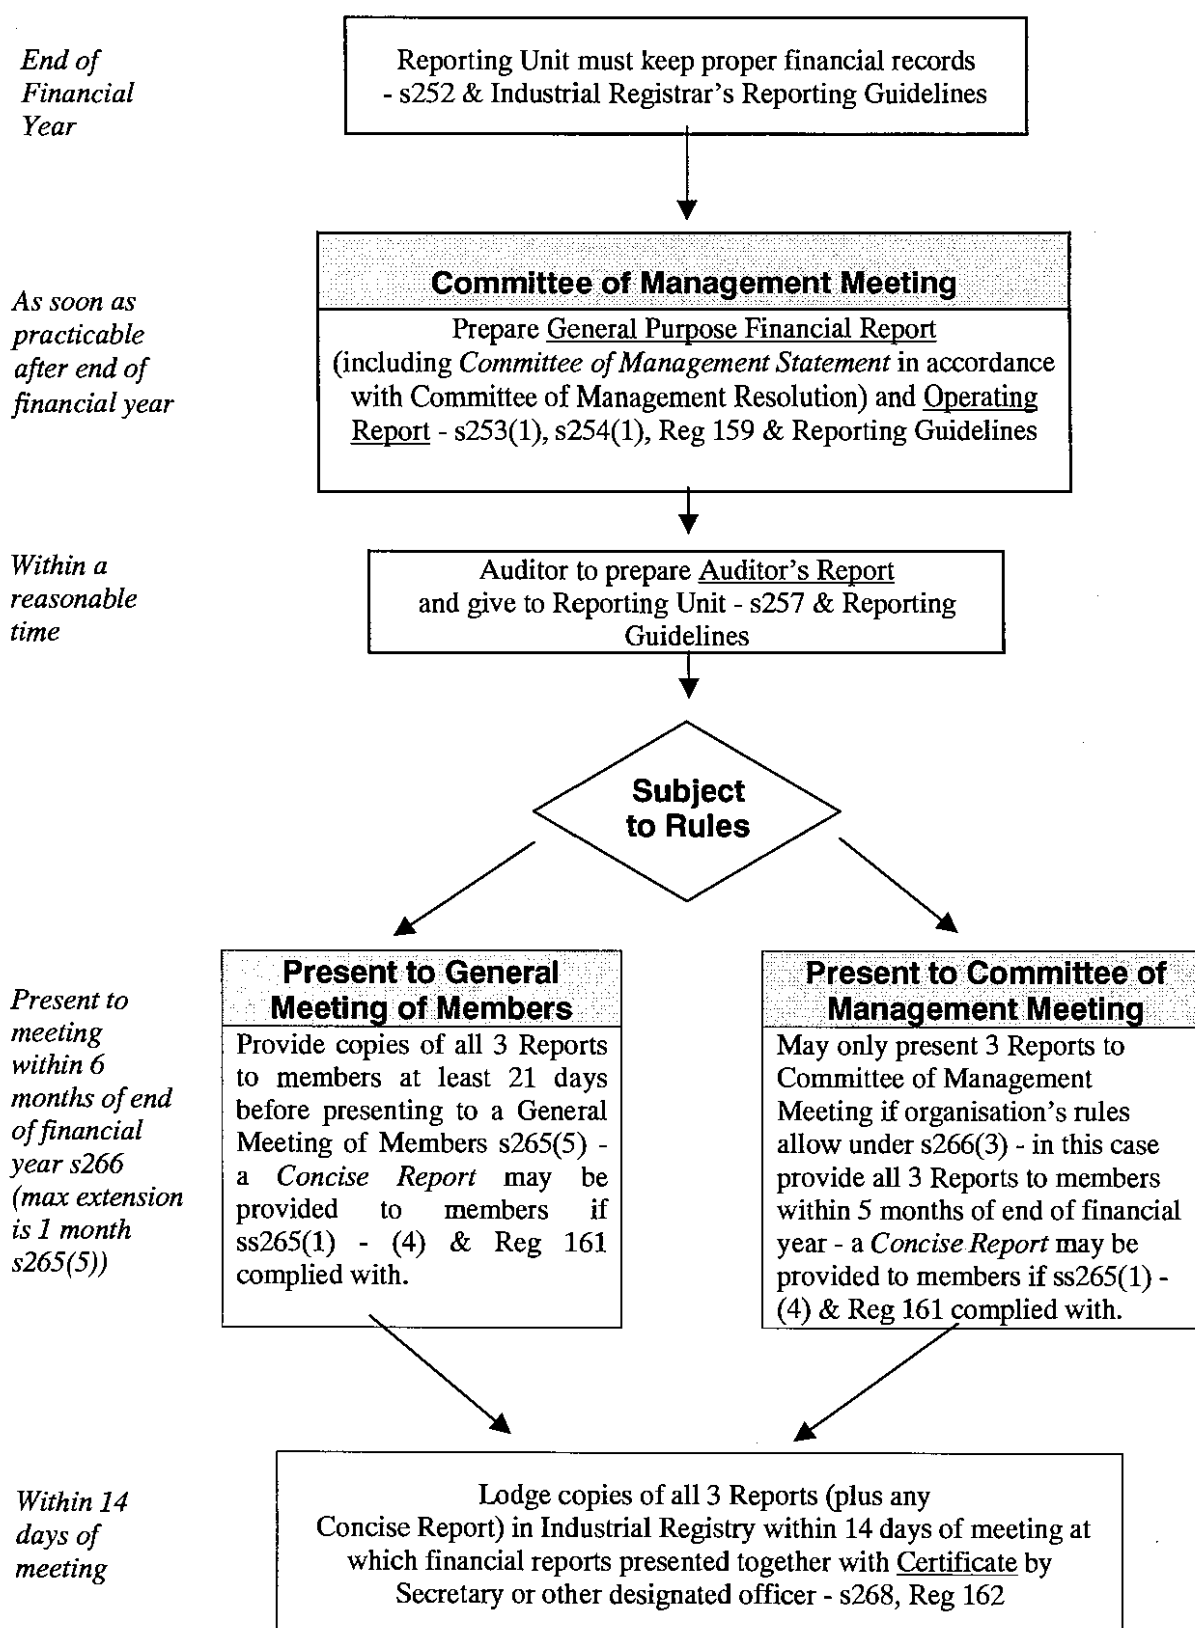 End of
Financial
Year
Reporting Unit must keep proper financial records
- s252 & Industrial Registrar's Reporting Guidelines
As soon as
practicable
after end of
financial year
Committee of Management Meeting
Prepare General Purpose Financial Report
(including Committee of Management Statement in accordance
with Committee of Management Resolution) and Operating
Report - s253(1), s254(1), Reg 159 & Reporting Guidelines
Within a
reasonable
time
Auditor to prepare Auditor's Report
and give to Reporting Unit - s257 & Reporting
Guidelines
Subject
to Rules
Present to
meeting
within 6
months of end
of financial
year s266
(max extension
is 1 month
s265(5))
Present to General
Meeting of Members
Provide copies of all 3 Reports
to members at least 21 days
before presenting to a General
Meeting of Members s265(5) -
a Concise Report may be
provided to members if
ss265(1) - (4) & Reg 161
complied with.
Present to Committee of
Management Meeting
May only present 3 Reports to
Committee of Management
Meeting if organisation's rules
allow under s266(3) - in this case
provide all 3 Reports to members
within 5 months of end of financial
year - a Concise Report may be
provided to members if ss265(1) -
(4) & Reg 161 complied with.
Within 14
days of
meeting
Lodge copies of all 3 Reports (plus any
Concise Report) in Industrial Registry within 14 days of meeting at
which financial reports presented together with Certificate by
Secretary or other designated officer - s268, Reg 162